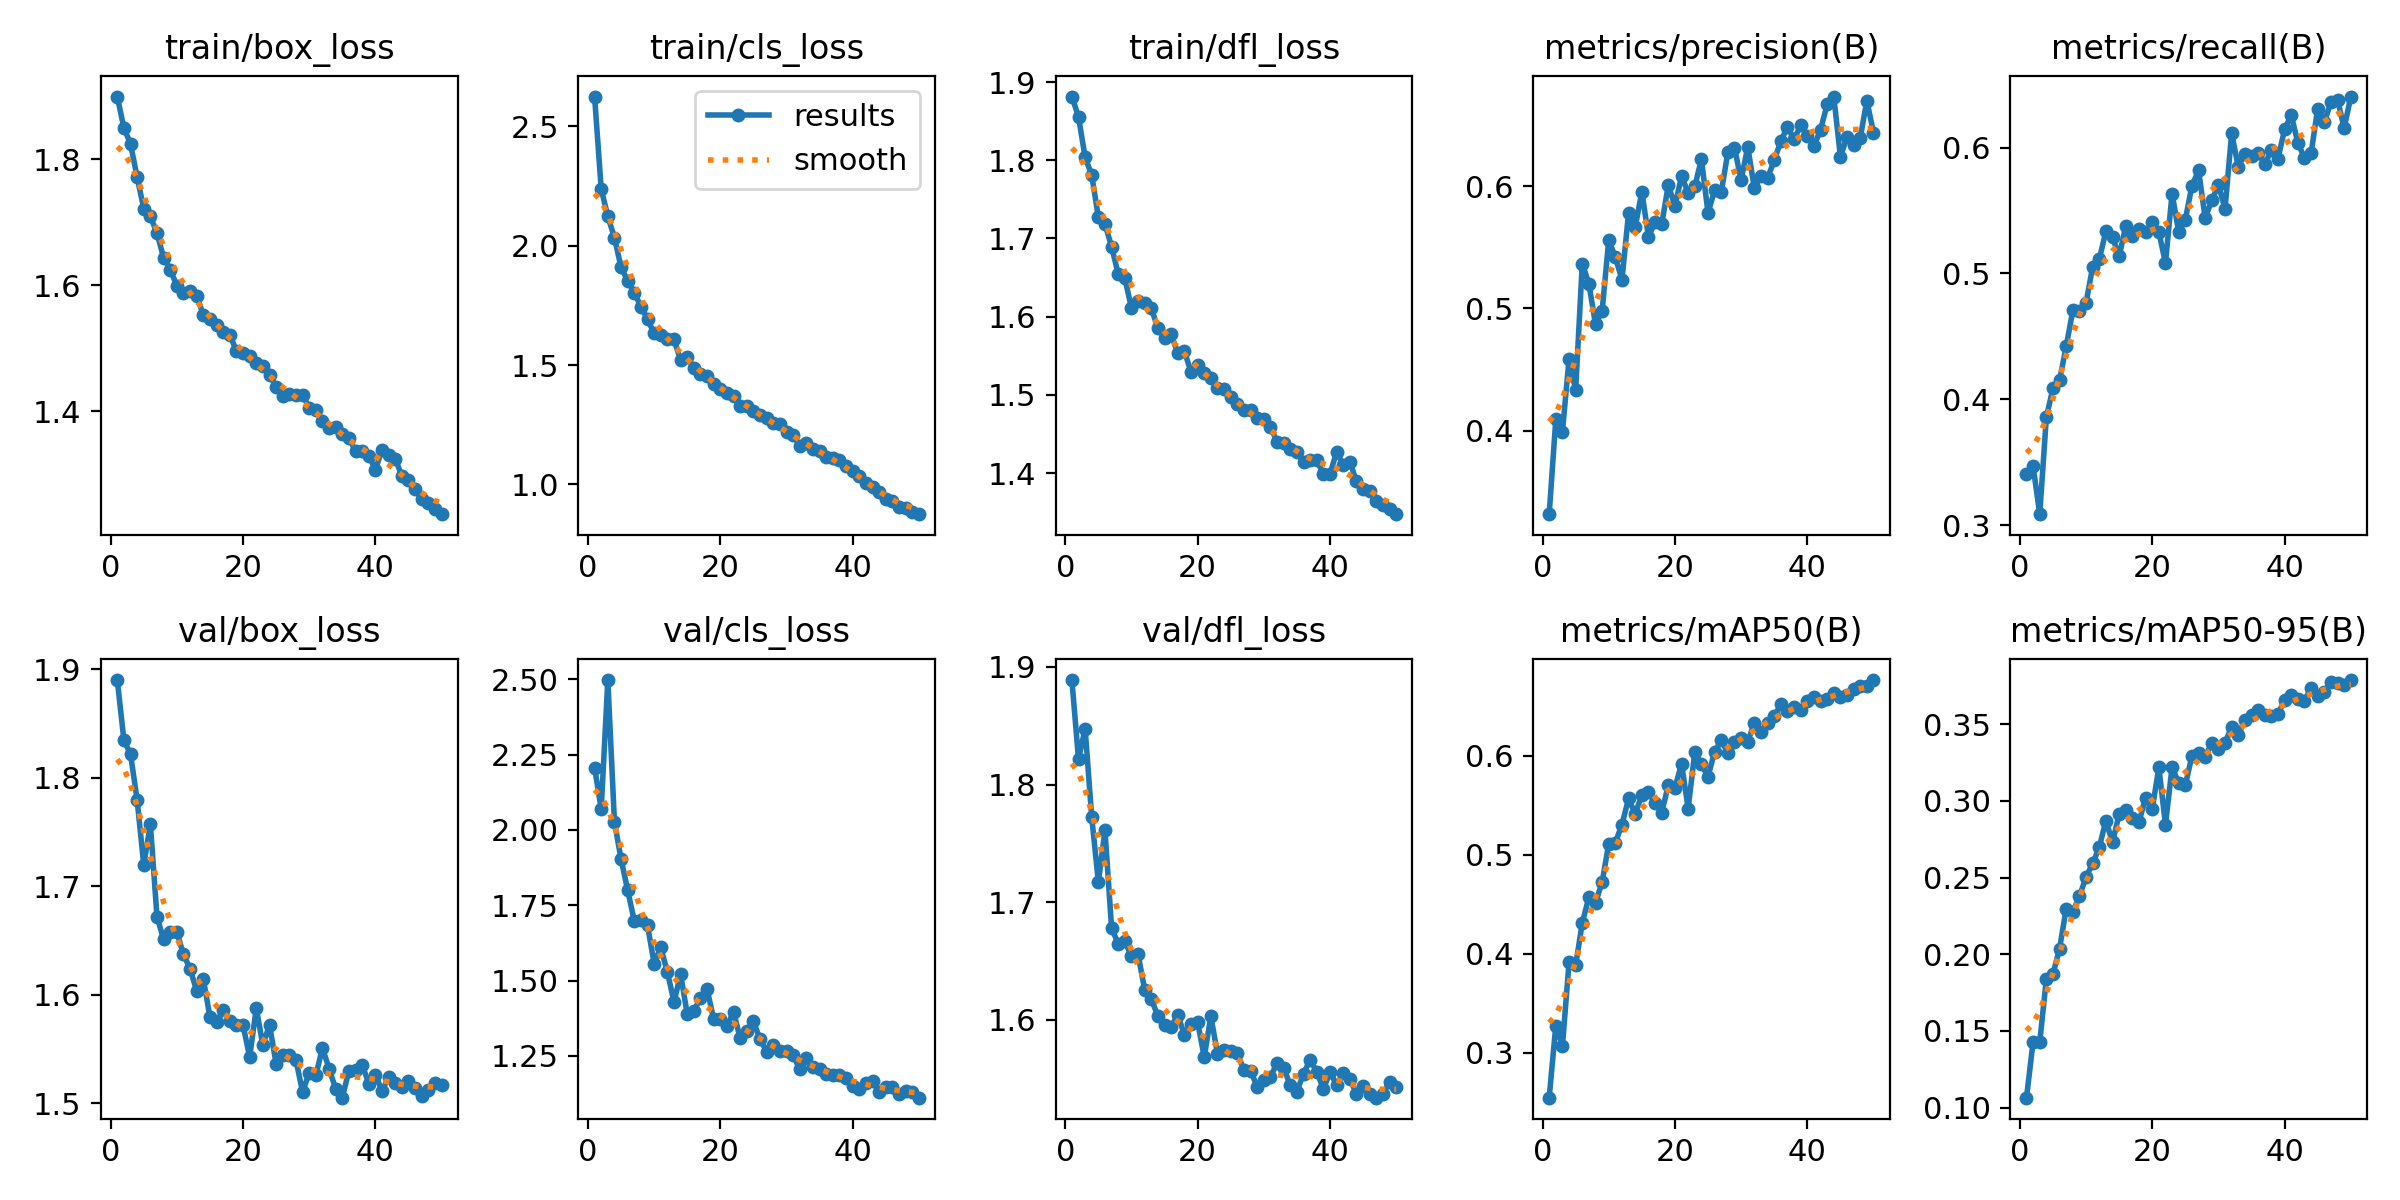 train/box_loss
1.8
1.6
1.4
0 20 40
train/cls_loss
results
smooth
2.5
2.0
1.5
1.0
0 20 40
train/dfl_loss
1.9
1.8
1.7
1.6
1.5
1.4
0 20 40
metrics/precision(B)
0.6
0.5
0.4
0 20 40
metrics/recall(B)
0.6
0.5
0.4
0.3
0 20 40
val/box_loss
1.9
1.8
1.7
1.6
1.5
0 20 40
val/cls_loss
2.50
2.25
2.00
1.75
1.50
1.25
0 20 40
val/dfl_loss
1.9
1.8
1.7
1.6
0 20 40
metrics/mAP50(B)
0.6
0.5
0.4
0.3
0 20 40
metrics/mAP50-95(B)
0.35
0.30
0.25
0.20
0.15
0.10
0 20 40